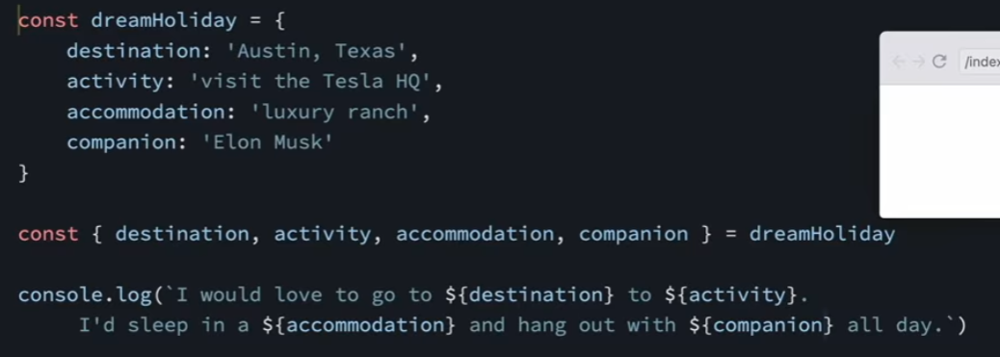 const dreamHoliday = {
    destination: 'Austin, Texas',
    activity: 'visit the Tesla HQ',
    accommodation: 'luxury ranch',
    companion: 'Elon Musk'
}
const { destination, activity, accommodation, companion } = dreamHoliday
console.log(`I would love to go to ${destination} to ${activity}.
     I'd sleep in a ${accommodation} and hang out with ${companion} all day.`)
/index